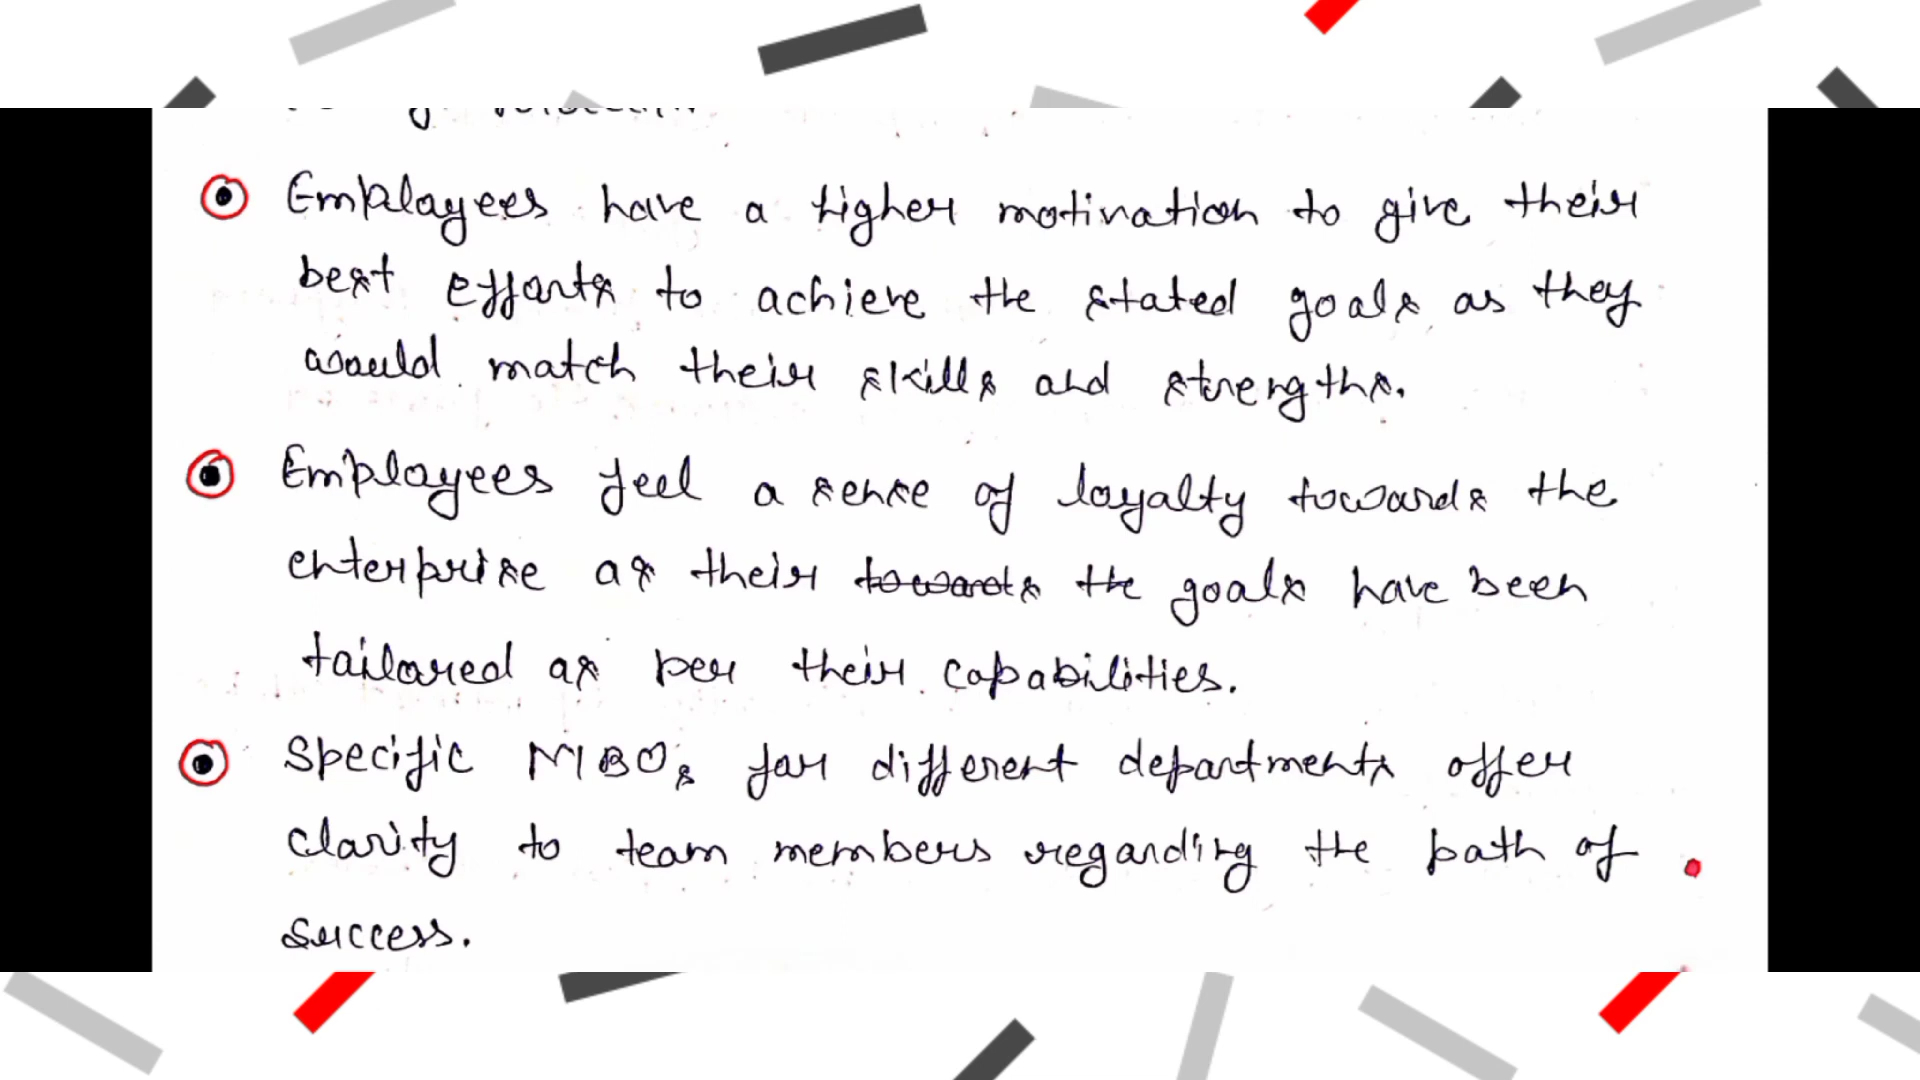 Employees have a higher motivation to give their
best efforts to achieve the stated goals as they
would match their skills and strengths.
Employees feel a sense of loyalty towards the
enterprise as their towards the goals have been
tailored as per their capabilities.
Specific MBOs for different departments offer
clarity to team members regarding the path of
success.